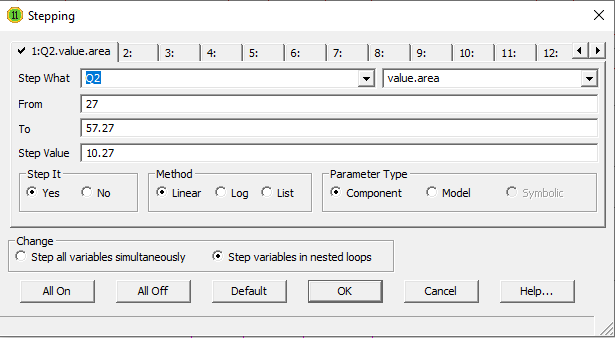 11 Stepping
1:Q2.value.area 2: 3: 4: 5: 6: 7: 8: 9: 10: 11: 12:
Step What Q2 value.area
From 27
To 57.27
Step Value 10.27
Step It Method Parameter Type
Yes No Linear Log List Component Model Symbolic
Change
Step all variables simultaneously Step variables in nested loops
All On All Off Default OK Cancel Help...